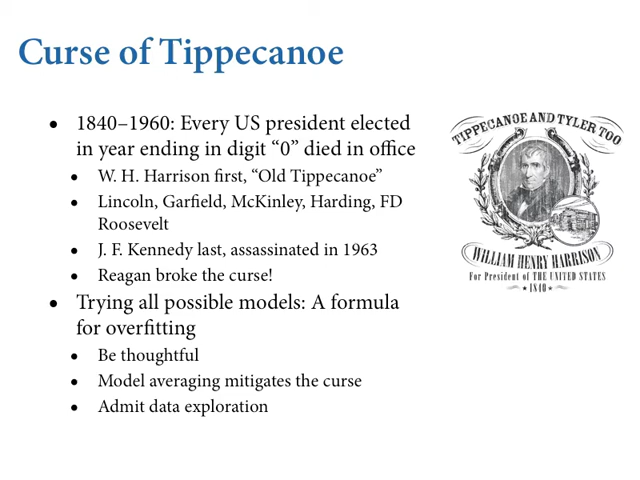 Curse of Tippecanoe
• 1840–1960: Every US president elected
in year ending in digit “0” died in office
• W. H. Harrison first, “Old Tippecanoe”
• Lincoln, Garfield, McKinley, Harding, FD
Roosevelt
• J. F. Kennedy last, assassinated in 1963
• Reagan broke the curse!
• Trying all possible models: A formula
for overfitting
• Be thoughtful
• Model averaging mitigates the curse
• Admit data exploration
TIPPECANOE AND TYLER TOO
WILLIAM HENRY HARRISON
For President of THE UNITED STATES
★ 1840 ★